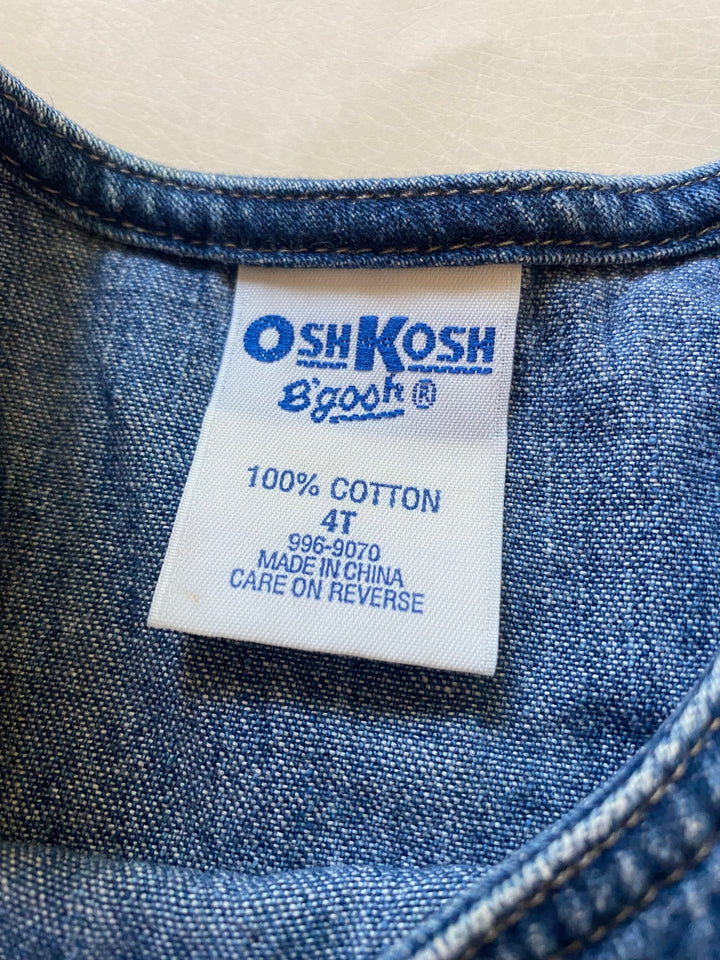 OSHKOSH
B'gosh ®
100% COTTON
4T
996-9070
MADE IN CHINA
CARE ON REVERSE